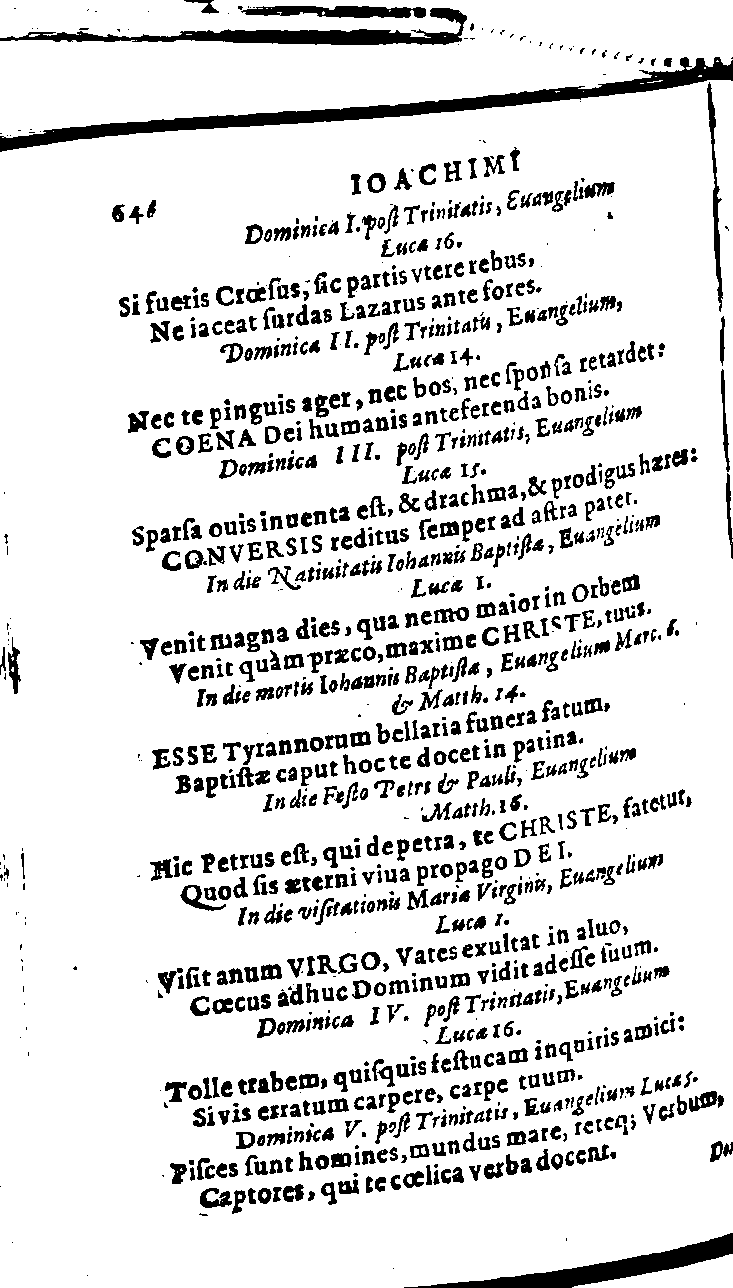 646
IOACHIMI
Dominica I. post Trinitatis, Euangelium
Lucæ 16.
Si fueris Crœsus, sic partis vtere rebus,
Ne iaceat surdas Lazarus ante fores.
Dominica II. post Trinitatis, Euangelium,
Lucæ 14.
Nec te pinguis ager, nec bos, nec sponsa retardet:
COENA Dei humanis anteferenda bonis.
Dominica III. post Trinitatis, Euangelium
Lucæ 15.
Sparsa ouis inuenta est, & drachma, & prodigus hæres:
CONVERSIS reditus semper ad astra patet.
In die Natiuitatis Iohannis Baptistæ, Euangelium
Lucæ 1.
Venit magna dies, qua nemo maior in Orbem
Venit quàm præco, maxime CHRISTE, tuus.
In die mortis Iohannis Baptistæ, Euangelium Marc. 6.
& Matth. 14.
ESSE Tyrannorum bellaria funera fatum,
Baptistæ caput hoc te docet in patina.
In die Festo Petri & Pauli, Euangelium
Matth. 16.
Hic Petrus est, qui de petra, te CHRISTE, fatetur,
Quod sis æterni viua propago DEI.
In die visitationis Mariæ Virginis, Euangelium
Lucæ 1.
Visit anum VIRGO, Vates exultat in aluo,
Cœcus adhuc Dominum vidit adesse suum.
Dominica IV. post Trinitatis, Euangelium
Lucæ 16.
Tolle trabem, quisquis festucam inquiris amici:
Si vis erratum carpere, carpe tuum.
Dominica V. post Trinitatis, Euangelium Lucæ 5.
Pisces sunt homines, mundus mare, reteq; Verbum,
Captores, qui te cœlica verba docent.